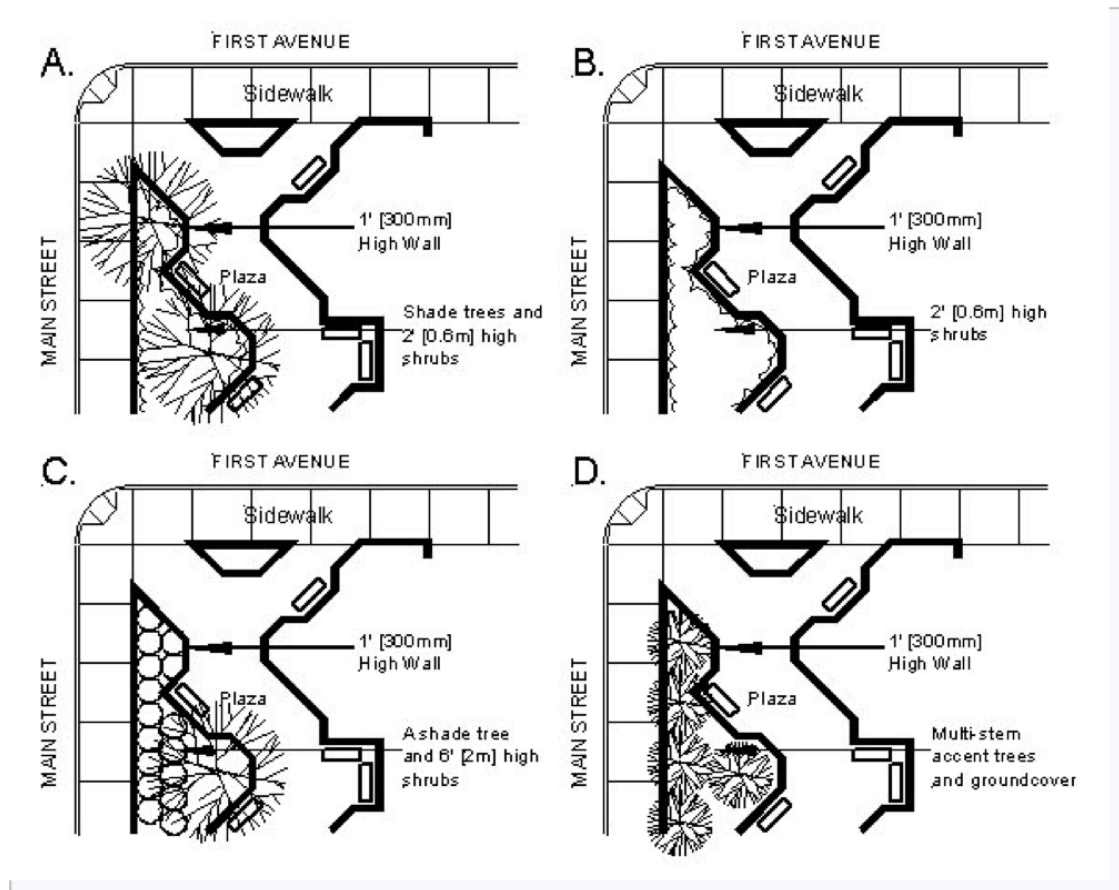 A.
FIRST AVENUE
Sidewalk
MAIN STREET
1' [300mm]
High Wall
Plaza
Shade trees and
2' [0.6m] high
shrubs
B.
FIRST AVENUE
Sidewalk
MAIN STREET
1' [300mm]
High Wall
Plaza
2' [0.6m] high
shrubs
C.
FIRST AVENUE
Sidewalk
MAIN STREET
1' [300mm]
High Wall
Plaza
A shade tree
and 6' [2m] high
shrubs
D.
FIRST AVENUE
Sidewalk
MAIN STREET
1' [300mm]
High Wall
Plaza
Multi-stem
accent trees
and groundcover